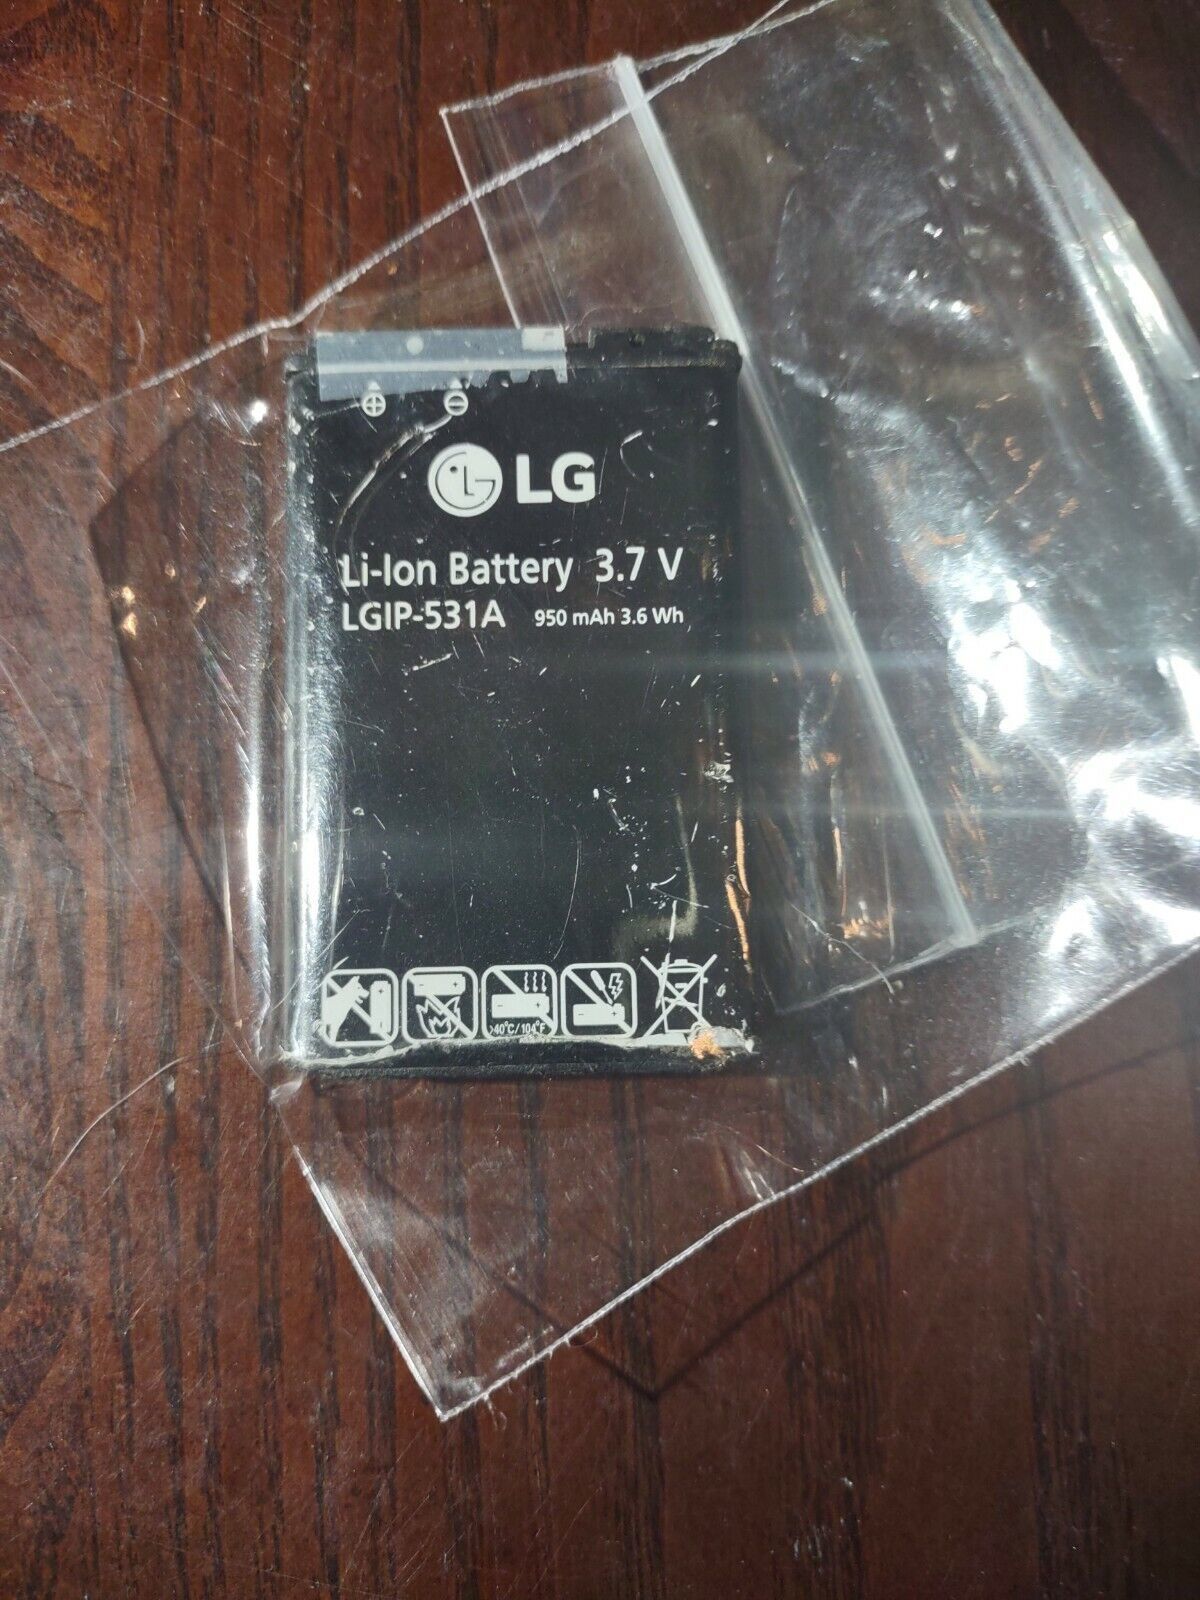 LG
Li-Ion Battery 3.7 V
LGIP-531A 950 mAh 3.6 Wh
>40°C/104°F